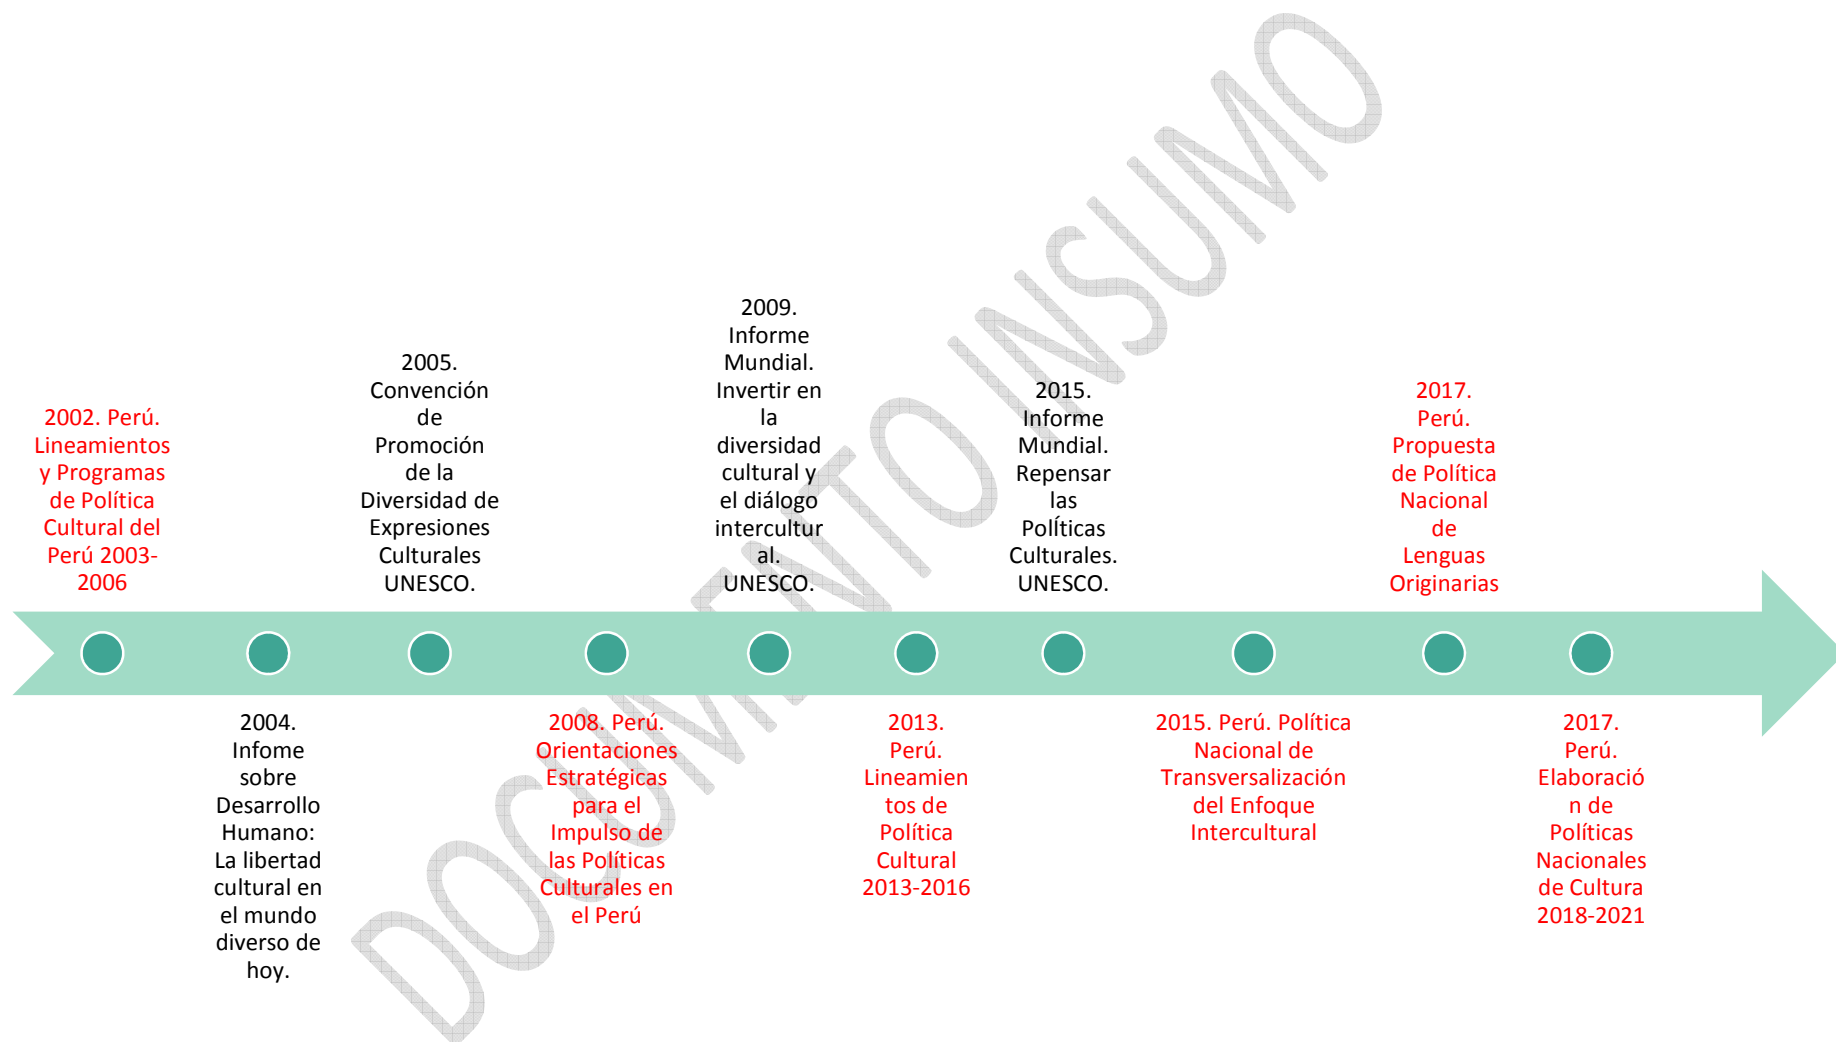 2002. Perú.
Lineamientos
y Programas
de Política
Cultural del
Perú 2003-
2006
2004.
Infome
sobre
Desarrollo
Humano:
La libertad
cultural en
el mundo
diverso de
hoy.
2005.
Convención
de
Promoción
de la
Diversidad de
Expresiones
Culturales
UNESCO.
2008. Perú.
Orientaciones
Estratégicas
para el
Impulso de
las Políticas
Culturales en
el Perú
2009.
Informe
Mundial.
Invertir en
la
diversidad
cultural y
el diálogo
intercultur
al.
UNESCO.
2013.
Perú.
Lineamien
tos de
Política
Cultural
2013-2016
2015.
Informe
Mundial.
Repensar
las
PolÍticas
Culturales.
UNESCO.
2015. Perú. Política
Nacional de
Transversalización
del Enfoque
Intercultural
2017.
Perú.
Propuesta
de Política
Nacional
de
Lenguas
Originarias
2017.
Perú.
Elaboració
n de
Políticas
Nacionales
de Cultura
2018-2021
DOCUMENTO INSUMO